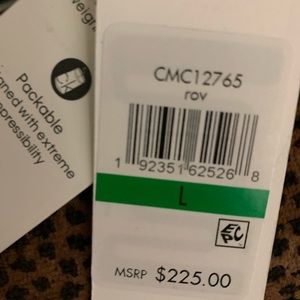 Packable
with extreme
CMC12765
rov
1 92351 62526 8
L
MSRP $225.00